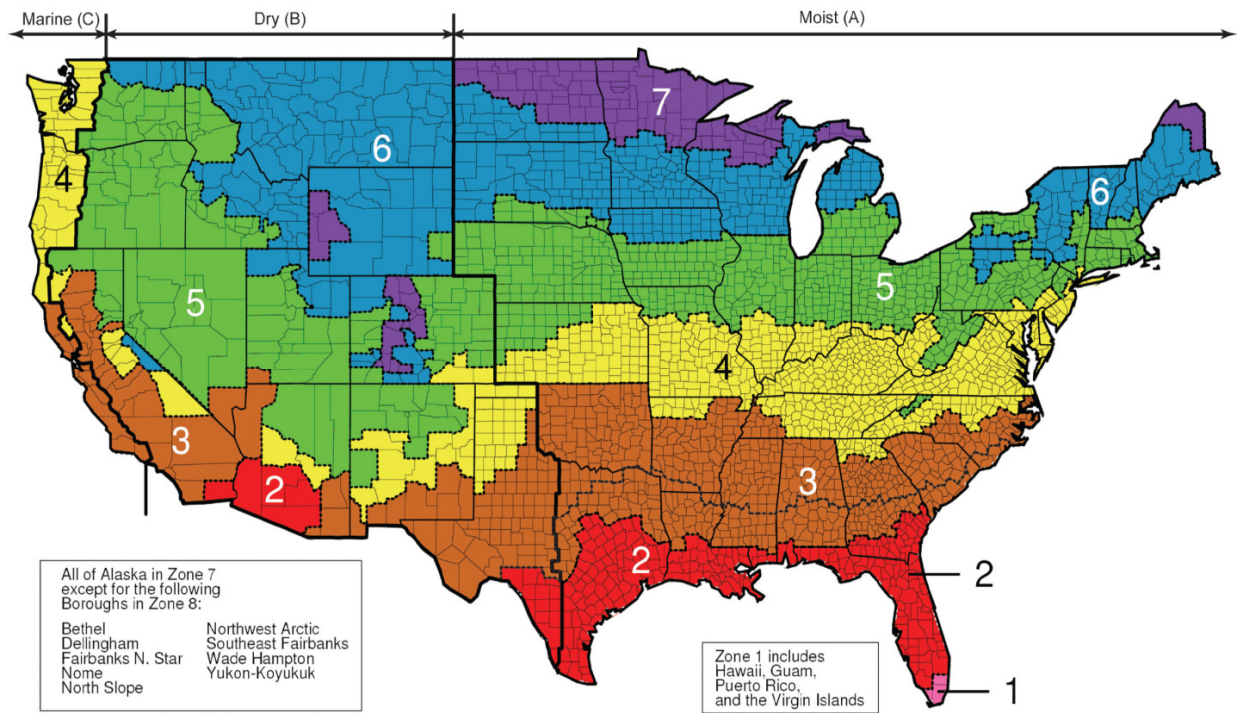 Marine (C)
Dry (B)
Moist (A)
7
6
4
6
5
5
4
3
3
2
2
2
1
All of Alaska in Zone 7
except for the following
Boroughs in Zone 8:
Bethel
Dellingham
Fairbanks N. Star
Nome
North Slope
Northwest Arctic
Southeast Fairbanks
Wade Hampton
Yukon-Koyukuk
Zone 1 includes
Hawaii, Guam,
Puerto Rico,
and the Virgin Islands